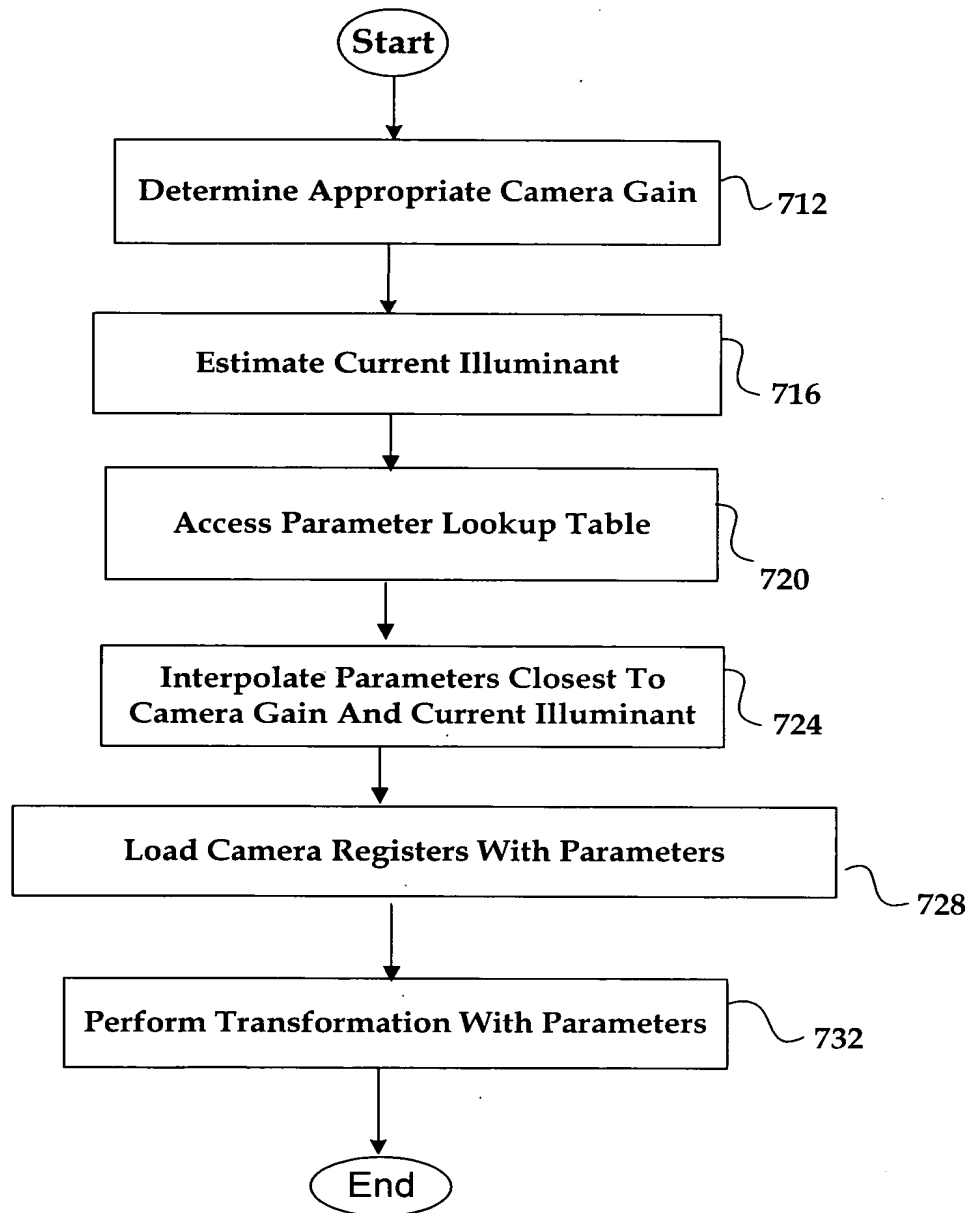 Start
Determine Appropriate Camera Gain
712
Estimate Current Illuminant
716
Access Parameter Lookup Table
720
Interpolate Parameters Closest To
Camera Gain And Current Illuminant
724
Load Camera Registers With Parameters
728
Perform Transformation With Parameters
732
End